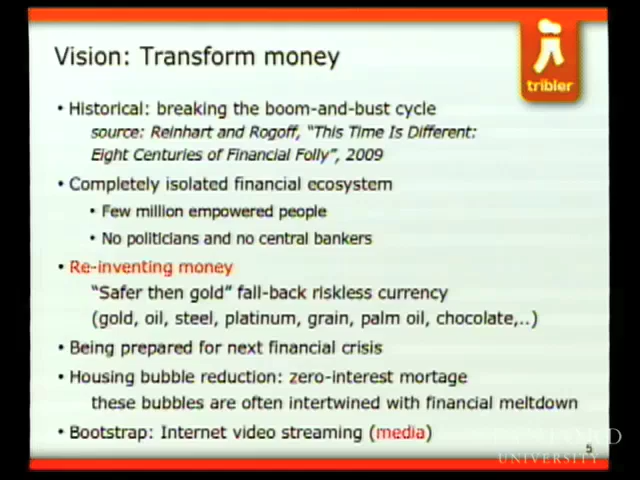 Vision: Transform money
tribler
• Historical: breaking the boom-and-bust cycle
source: Reinhart and Rogoff, “This Time Is Different:
Eight Centuries of Financial Folly”, 2009
• Completely isolated financial ecosystem
• Few million empowered people
• No politicians and no central bankers
• Re-inventing money
“Safer then gold” fall-back riskless currency
(gold, oil, steel, platinum, grain, palm oil, chocolate,..)
• Being prepared for next financial crisis
• Housing bubble reduction: zero-interest mortage
these bubbles are often intertwined with financial meltdown
• Bootstrap: Internet video streaming (media)
5
UNIVERSITY